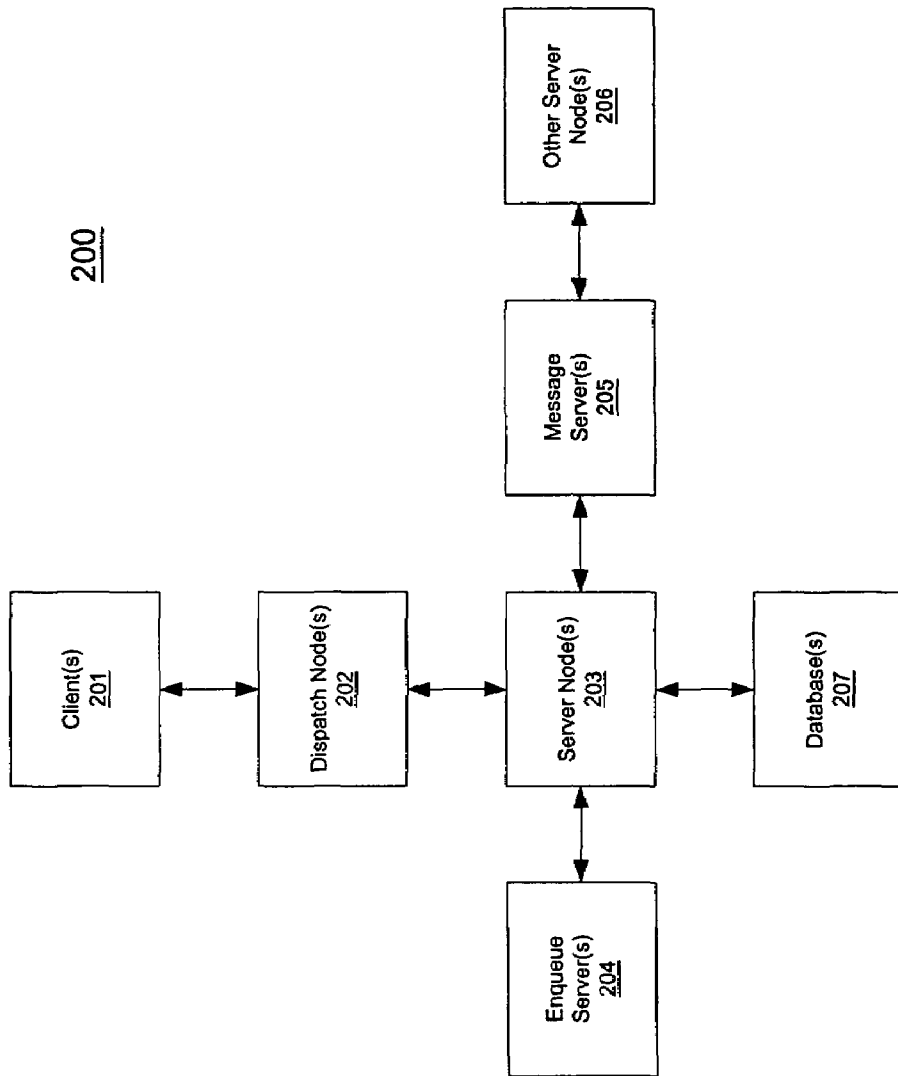 200
Client(s)
201
Dispatch Node(s)
202
Server Node(s)
203
Enqueue
Server(s)
204
Message
Server(s)
205
Other Server
Node(s)
206
Database(s)
207